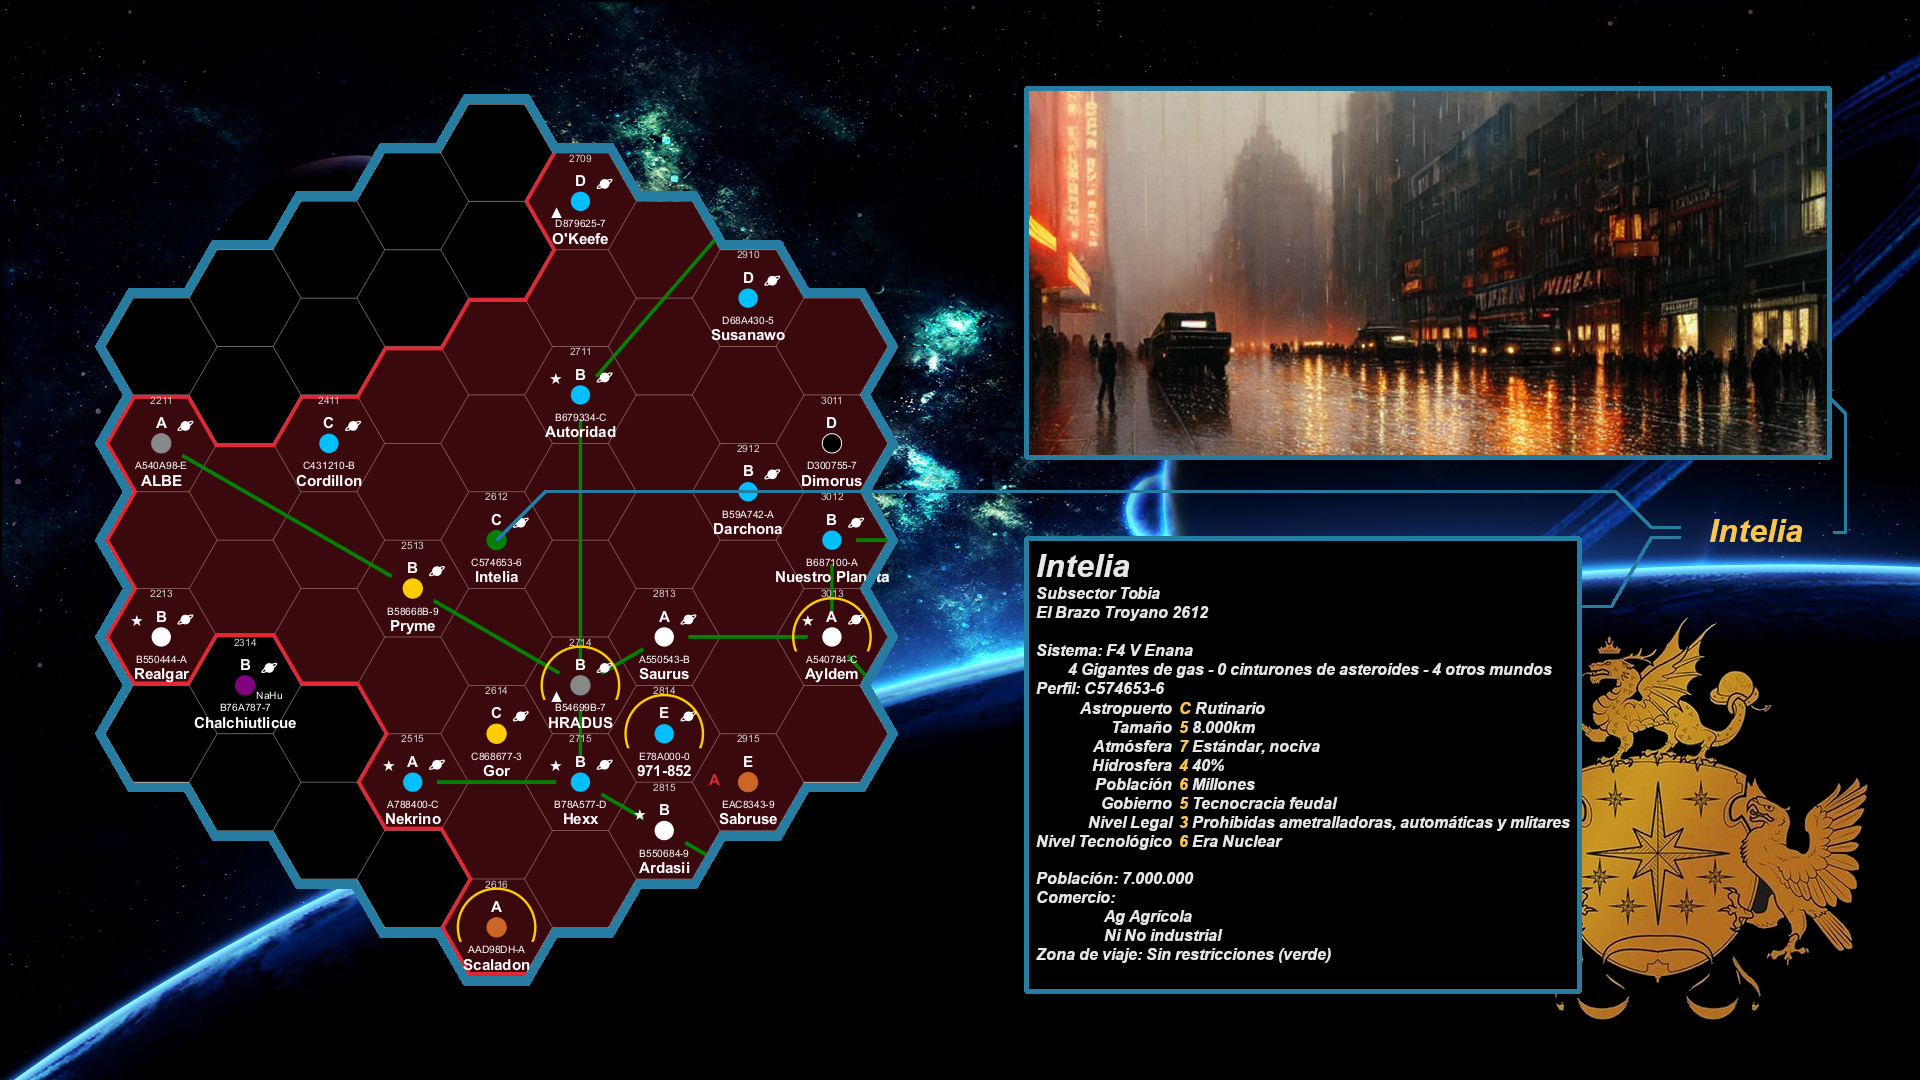 2709
D
D879625-7
O'Keefe
2910
D
D68A430-5
Susanawo
2711
B
B679334-C
Autoridad
2211
A
A540A98-E
ALBE
2411
C
C431210-B
Cordillon
3011
D
D300755-7
Dimorus
2912
B
B59A742-A
Darchona
2612
C
C574653-6
Intelia
3012
B
B687100-A
Nuestro Planeta
2513
B
B58668B-9
Pryme
2213
B
B550444-A
Realgar
2813
A
A550543-B
Saurus
3013
A
A540784-C
Ayldem
2314
B
NaHu
B76A787-7
Chalchiutlicue
2714
B
B54699B-7
HRADUS
2614
C
C868677-3
Gor
2814
E
E78A000-0
971-852
2515
A
A788400-C
Nekrino
2715
B
B78A577-D
Hexx
2915
E
A
EAC8343-9
Sabruse
2815
B
B550684-9
Ardasii
2616
A
AAD98DH-A
Scaladon
Intelia
Intelia
Subsector Tobia
El Brazo Troyano 2612
Sistema: F4 V Enana
4 Gigantes de gas - 0 cinturones de asteroides - 4 otros mundos
Perfil: C574653-6
Astropuerto C Rutinario
Tamaño 5 8.000km
Atmósfera 7 Estándar, nociva
Hidrosfera 4 40%
Población 6 Millones
Gobierno 5 Tecnocracia feudal
Nivel Legal 3 Prohibidas ametralladoras, automáticas y mlitares
Nivel Tecnológico 6 Era Nuclear
Población: 7.000.000
Comercio:
Ag Agrícola
Ni No industrial
Zona de viaje: Sin restricciones (verde)